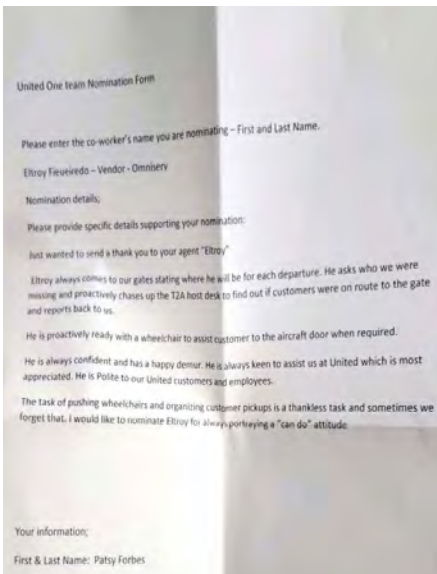 United One team Nomination Form
Please enter the co-worker's name you are nominating – First and Last Name.
Eltroy Fieueiredo – Vendor - Omniserv
Nomination details;
Please provide specific details supporting your nomination:
Just wanted to send a thank you to your agent "Eltroy"
Eltroy always comes to our gates stating where he will be for each departure. He asks who we were
missing and proactively chases up the T2A host desk to find out if customers were on route to the gate
and reports back to us.
He is proactively ready with a wheelchair to assist customer to the aircraft door when required.
He is always confident and has a happy demur. He is always keen to assist us at United which is most
appreciated. He is Polite to our United customers and employees.
The task of pushing wheelchairs and organizing customer pickups is a thankless task and sometimes we
forget that. I would like to nominate Eltroy for always portraying a "can do" attitude
Your information;
First & Last Name: Patsy Forbes